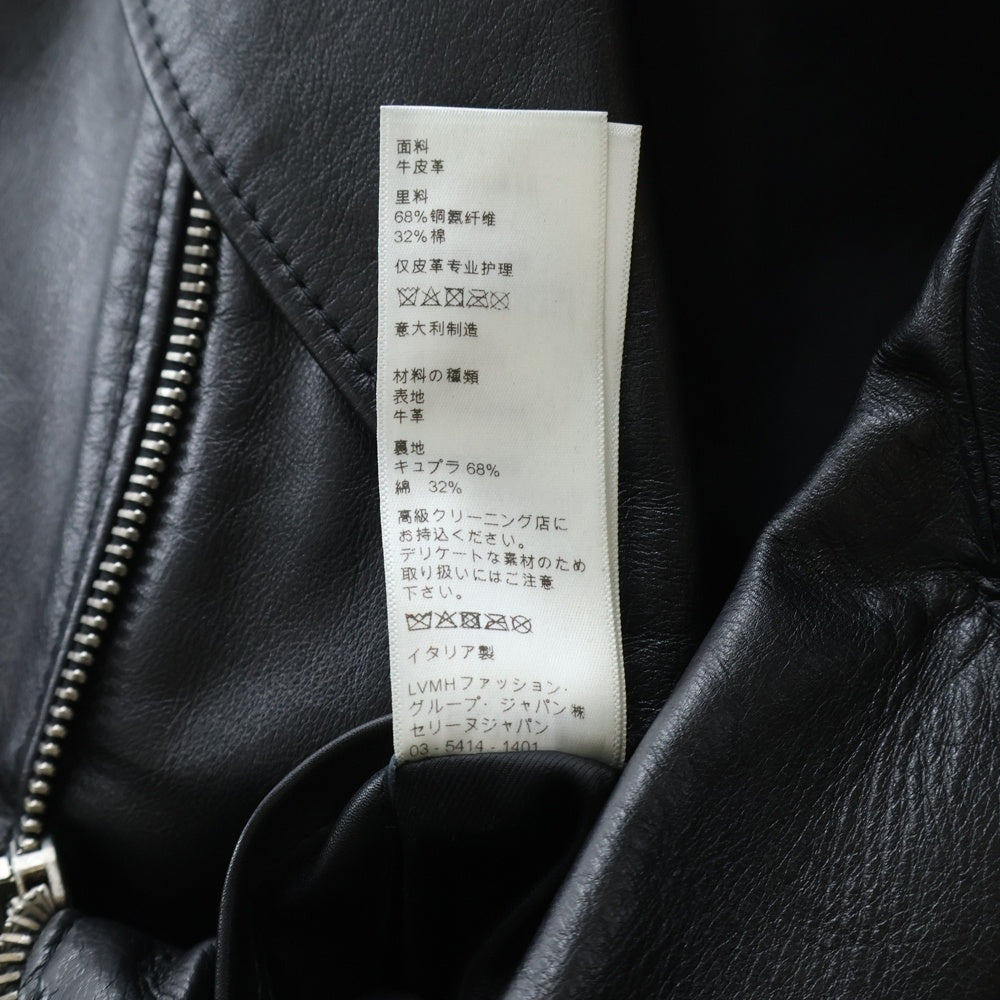 面料
牛皮革
里料
68%铜氨纤维
32%棉
仅皮革专业护理
意大利制造
材料の種類
表地
牛革
裏地
キュプラ 68%
綿 32%
高級クリーニング店に
お持込ください。
デリケートな素材のため
取り扱いにはご注意
下さい。
イタリア製
LVMHファッション・
グループ・ジャパン㈱
セリーヌジャパン
03 - 5414 - 1401